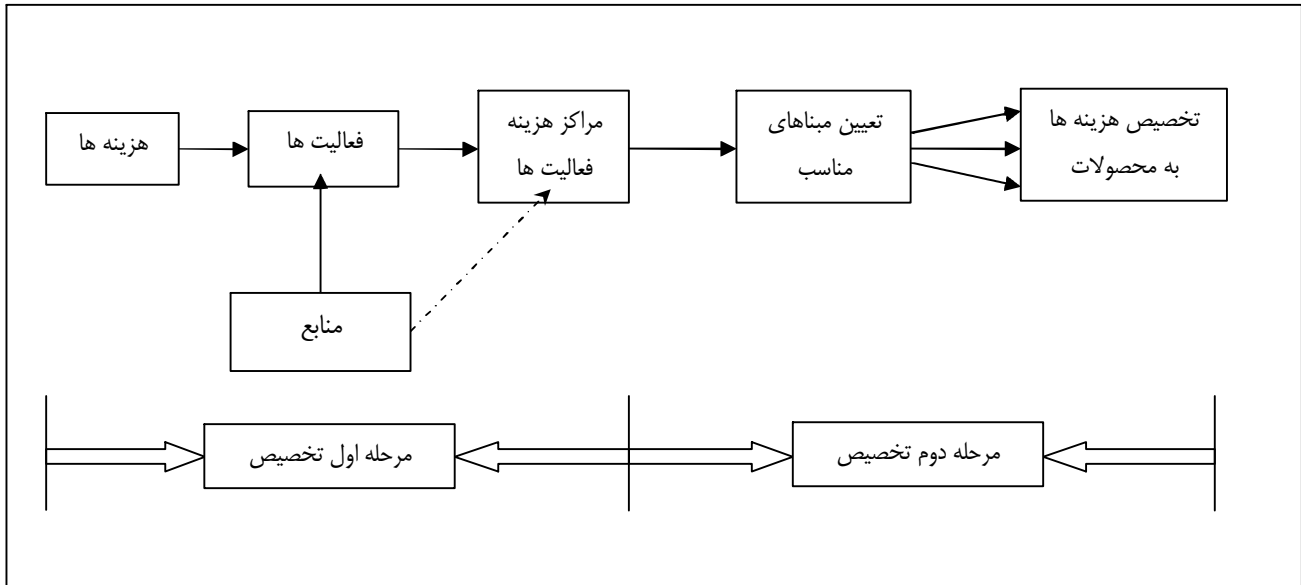 هزینه ها
فعالیت ها
مراکز هزینه
فعالیت ها
تعیین مبناهای
مناسب
تخصیص هزینه ها
به محصولات
منابع
مرحله اول تخصیص
مرحله دوم تخصیص